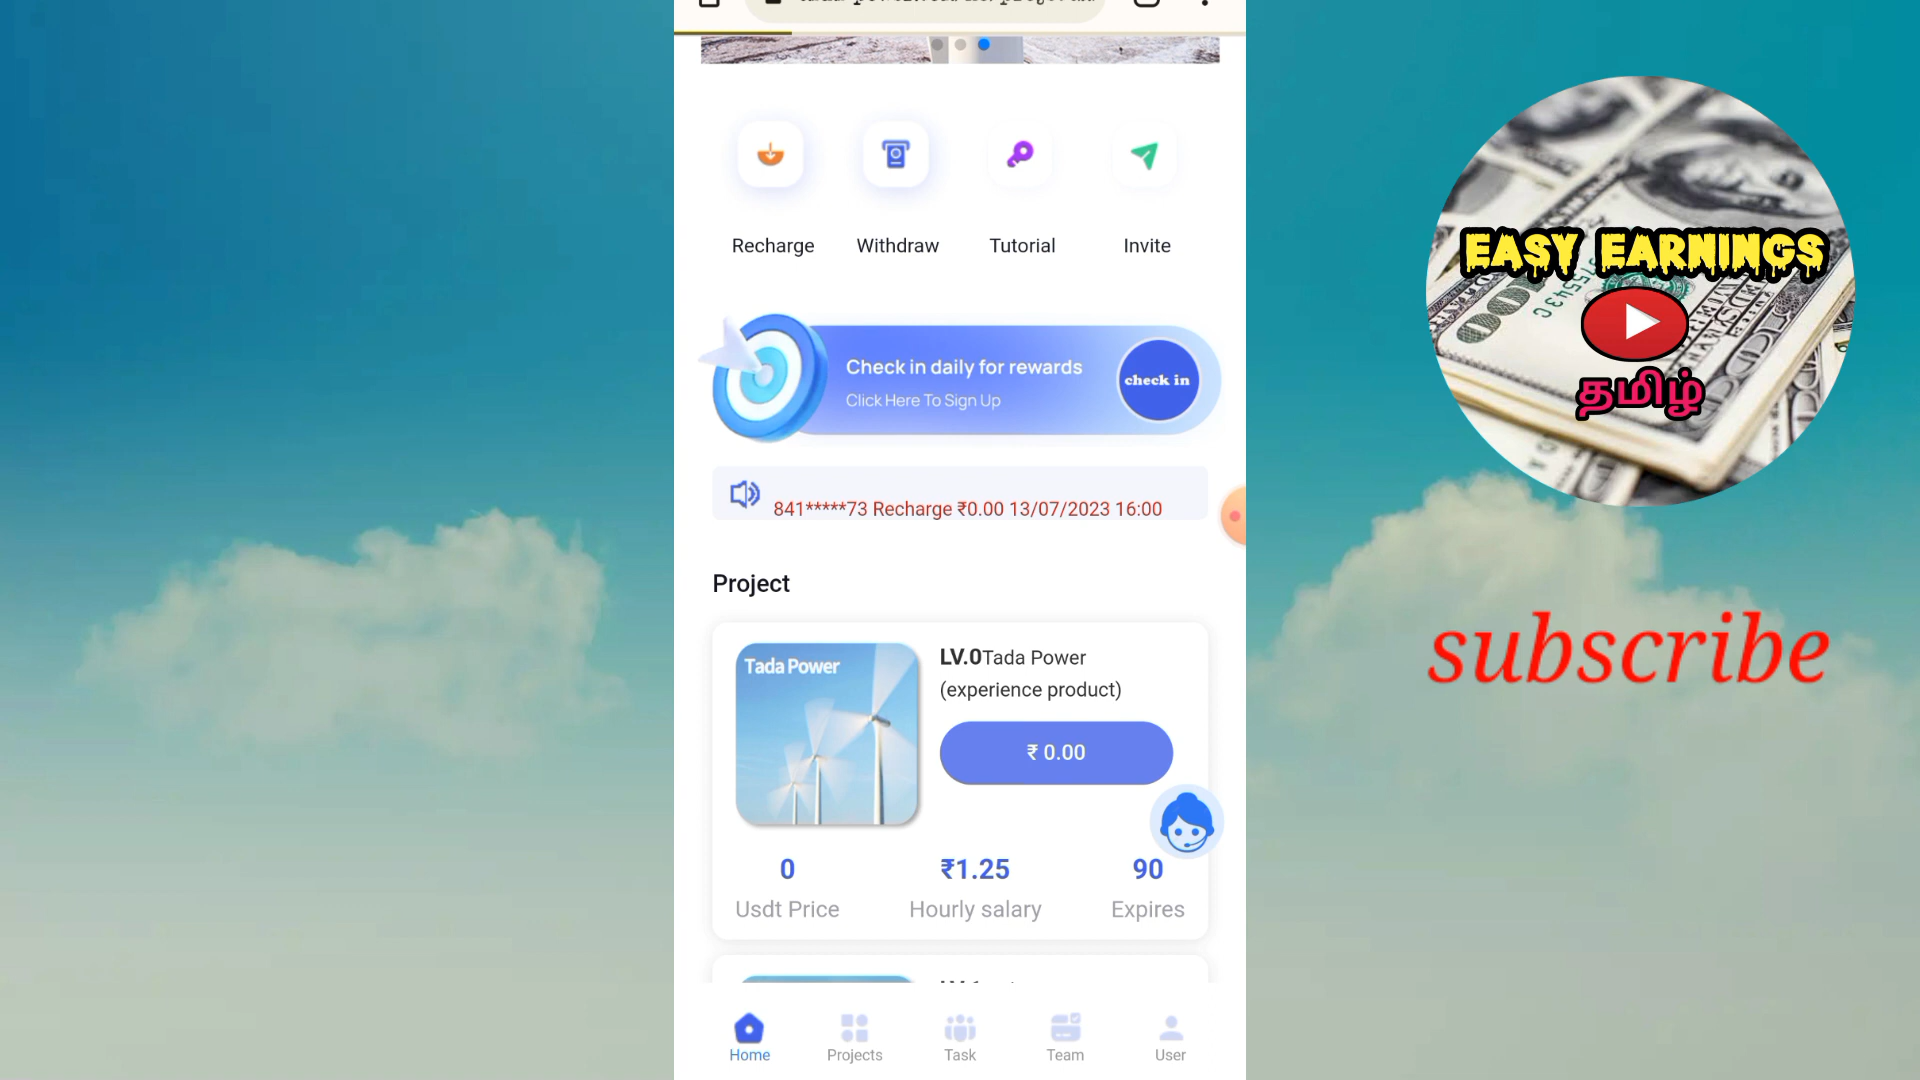 Recharge
Withdraw
Tutorial
Invite
Check in daily for rewards
Click Here To Sign Up
check in
841*****73 Recharge ₹0.00 13/07/2023 16:00
Project
Tada Power
LV.0Tada Power
(experience product)
₹ 0.00
0
₹1.25
90
Usdt Price
Hourly salary
Expires
Home
Projects
Task
Team
User
EASY EARNINGS
தமிழ்
subscribe